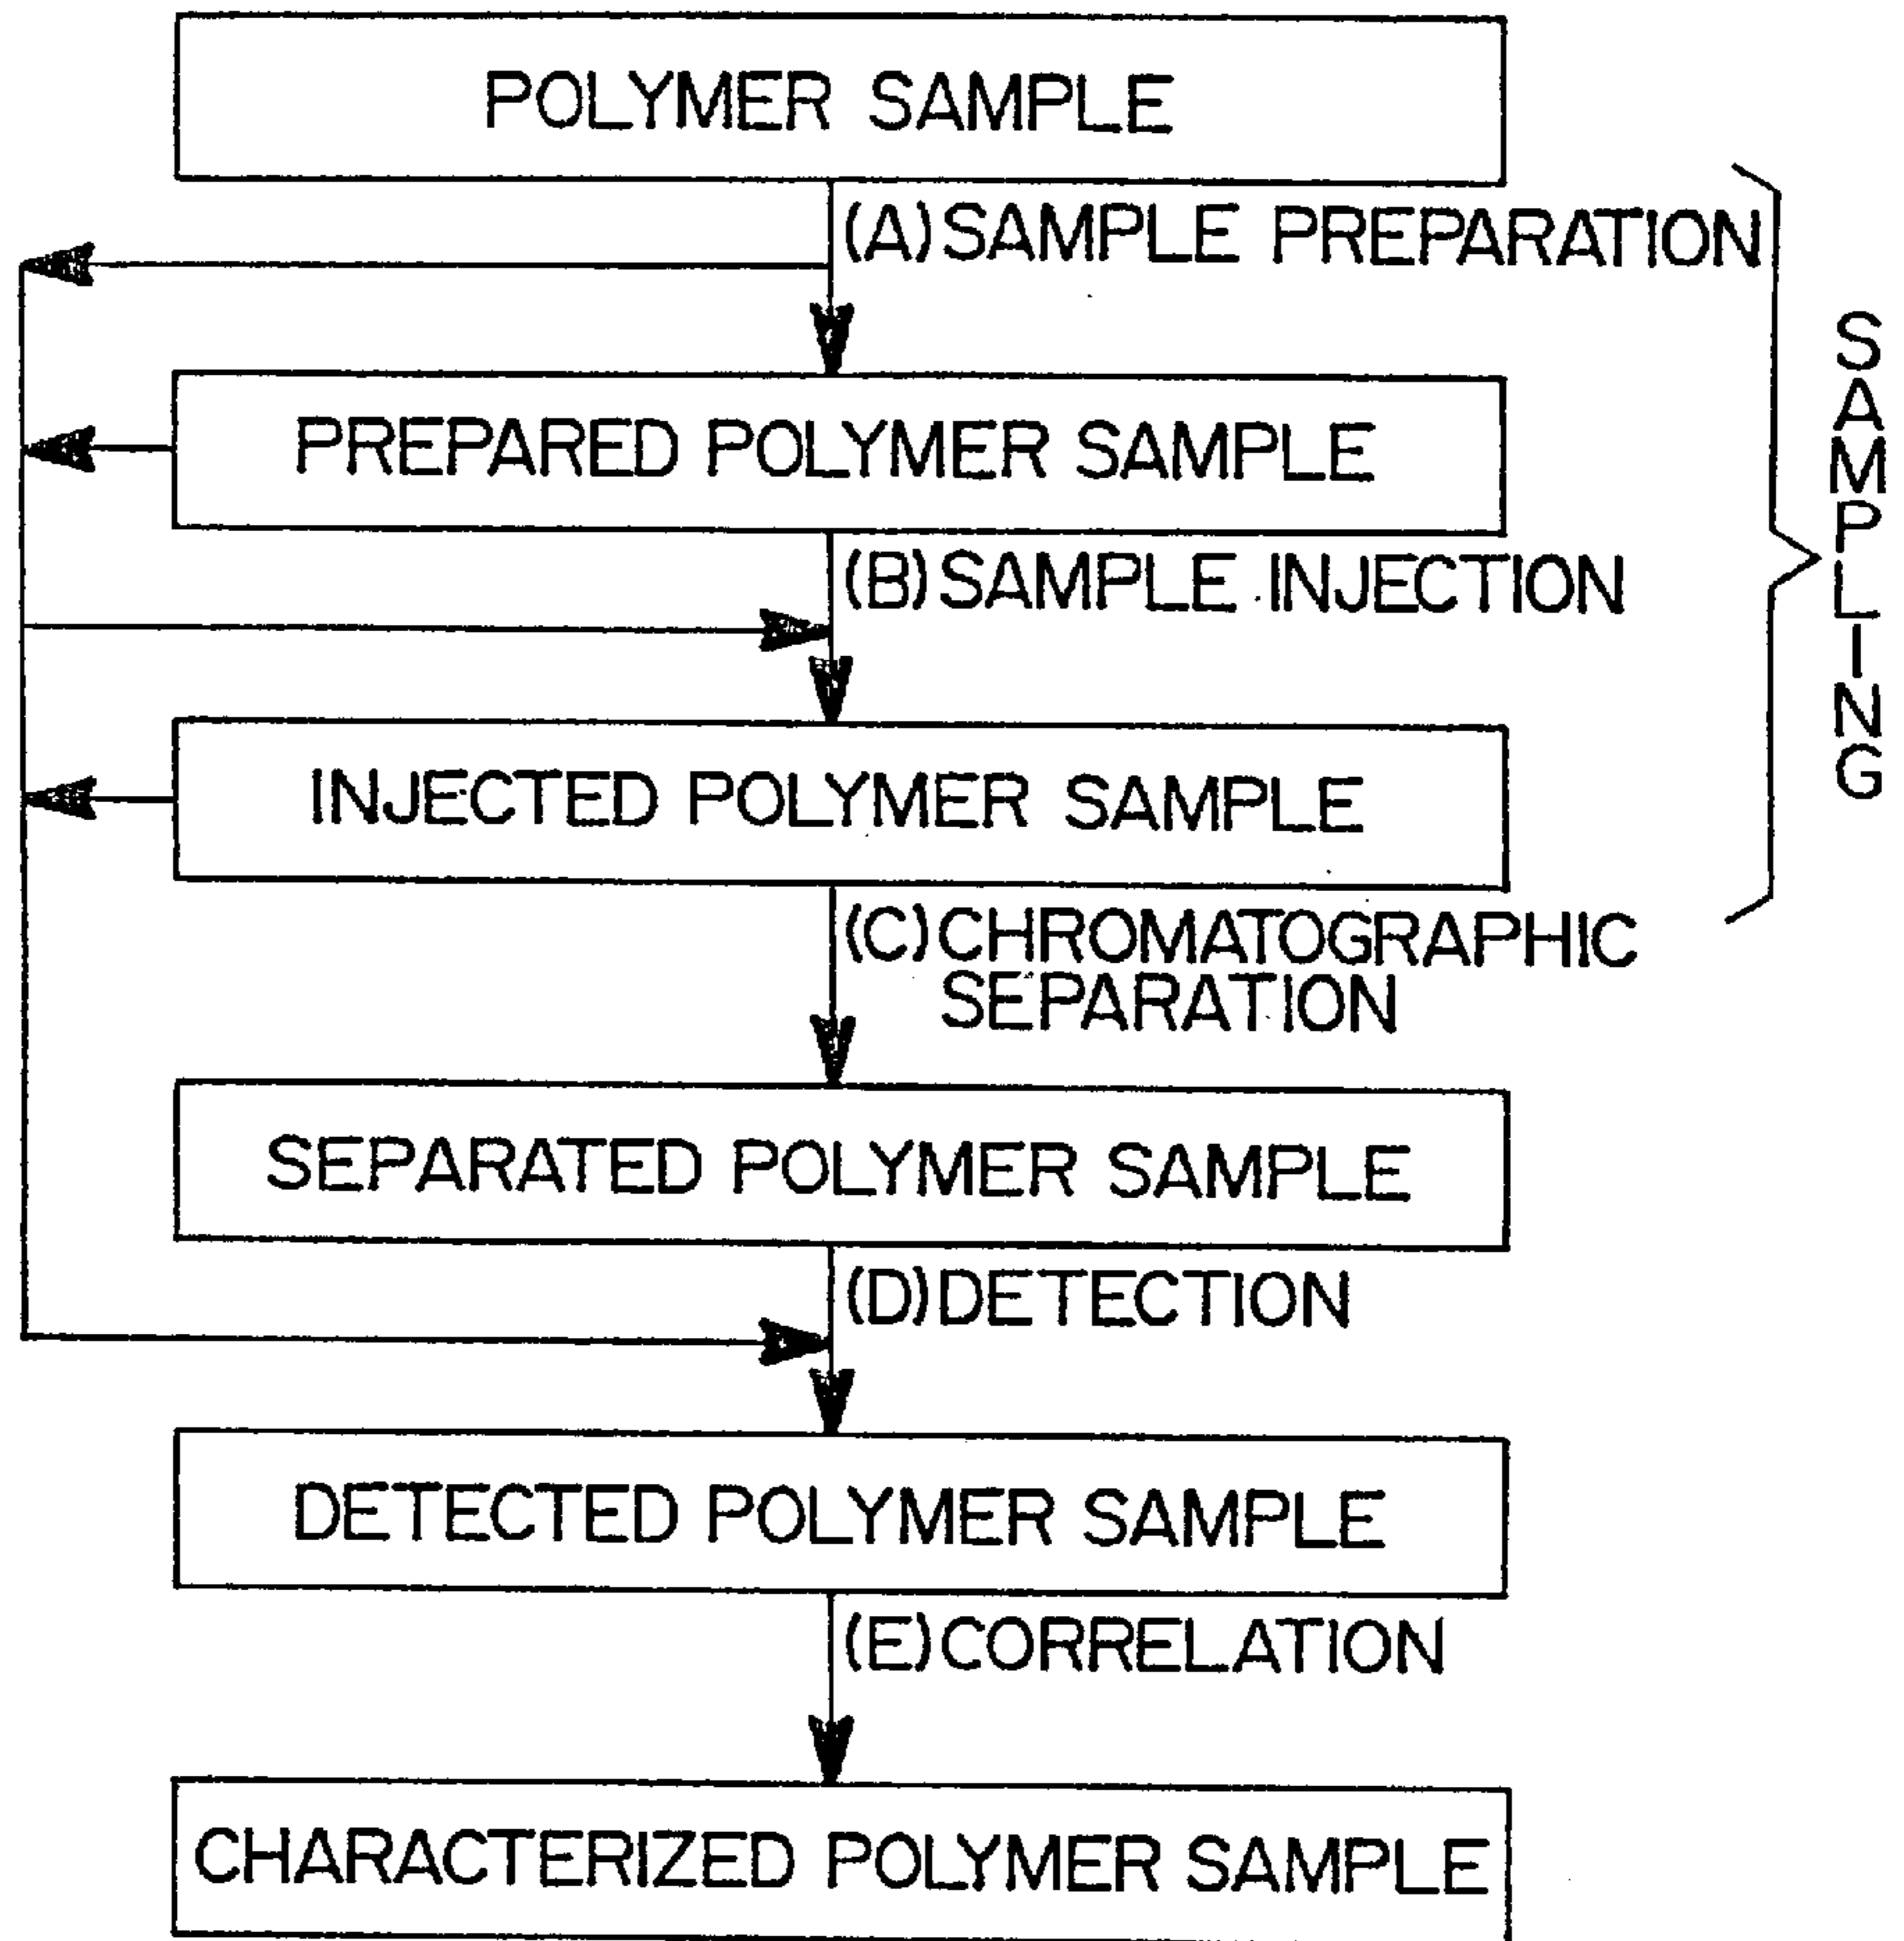 POLYMER SAMPLE
(A) SAMPLE PREPARATION
PREPARED POLYMER SAMPLE
(B) SAMPLE INJECTION
INJECTED POLYMER SAMPLE
(C) CHROMATOGRAPHIC
SEPARATION
SEPARATED POLYMER SAMPLE
(D) DETECTION
DETECTED POLYMER SAMPLE
(E) CORRELATION
CHARACTERIZED POLYMER SAMPLE
SAMPLING